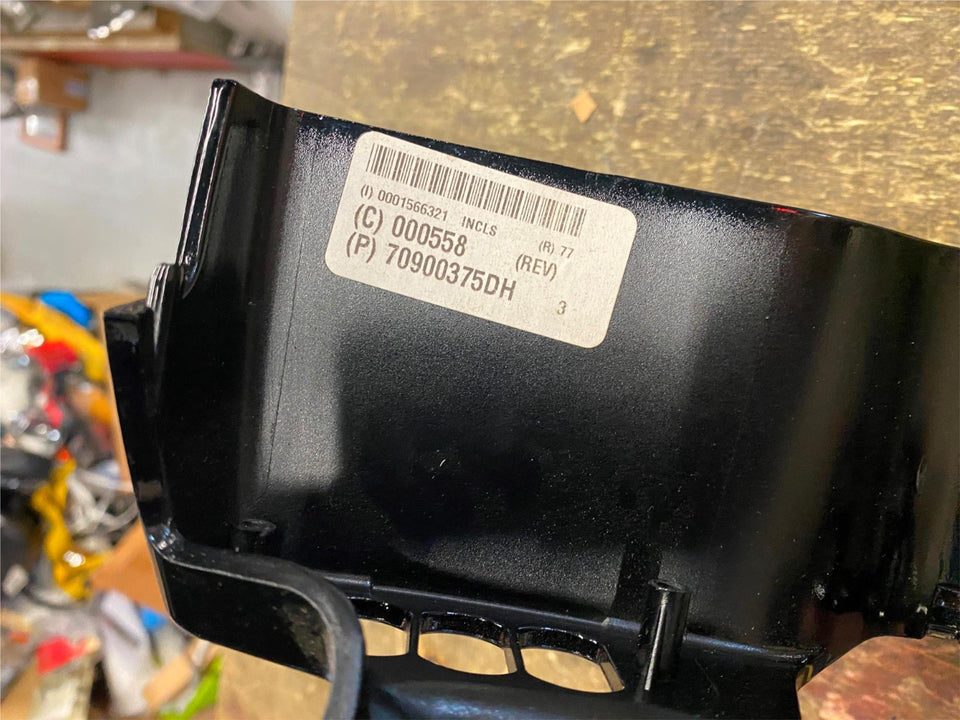 (I) 0001566321 INCLS (R) 77
(C) 000558 (REV)
(P) 70900375DH 3